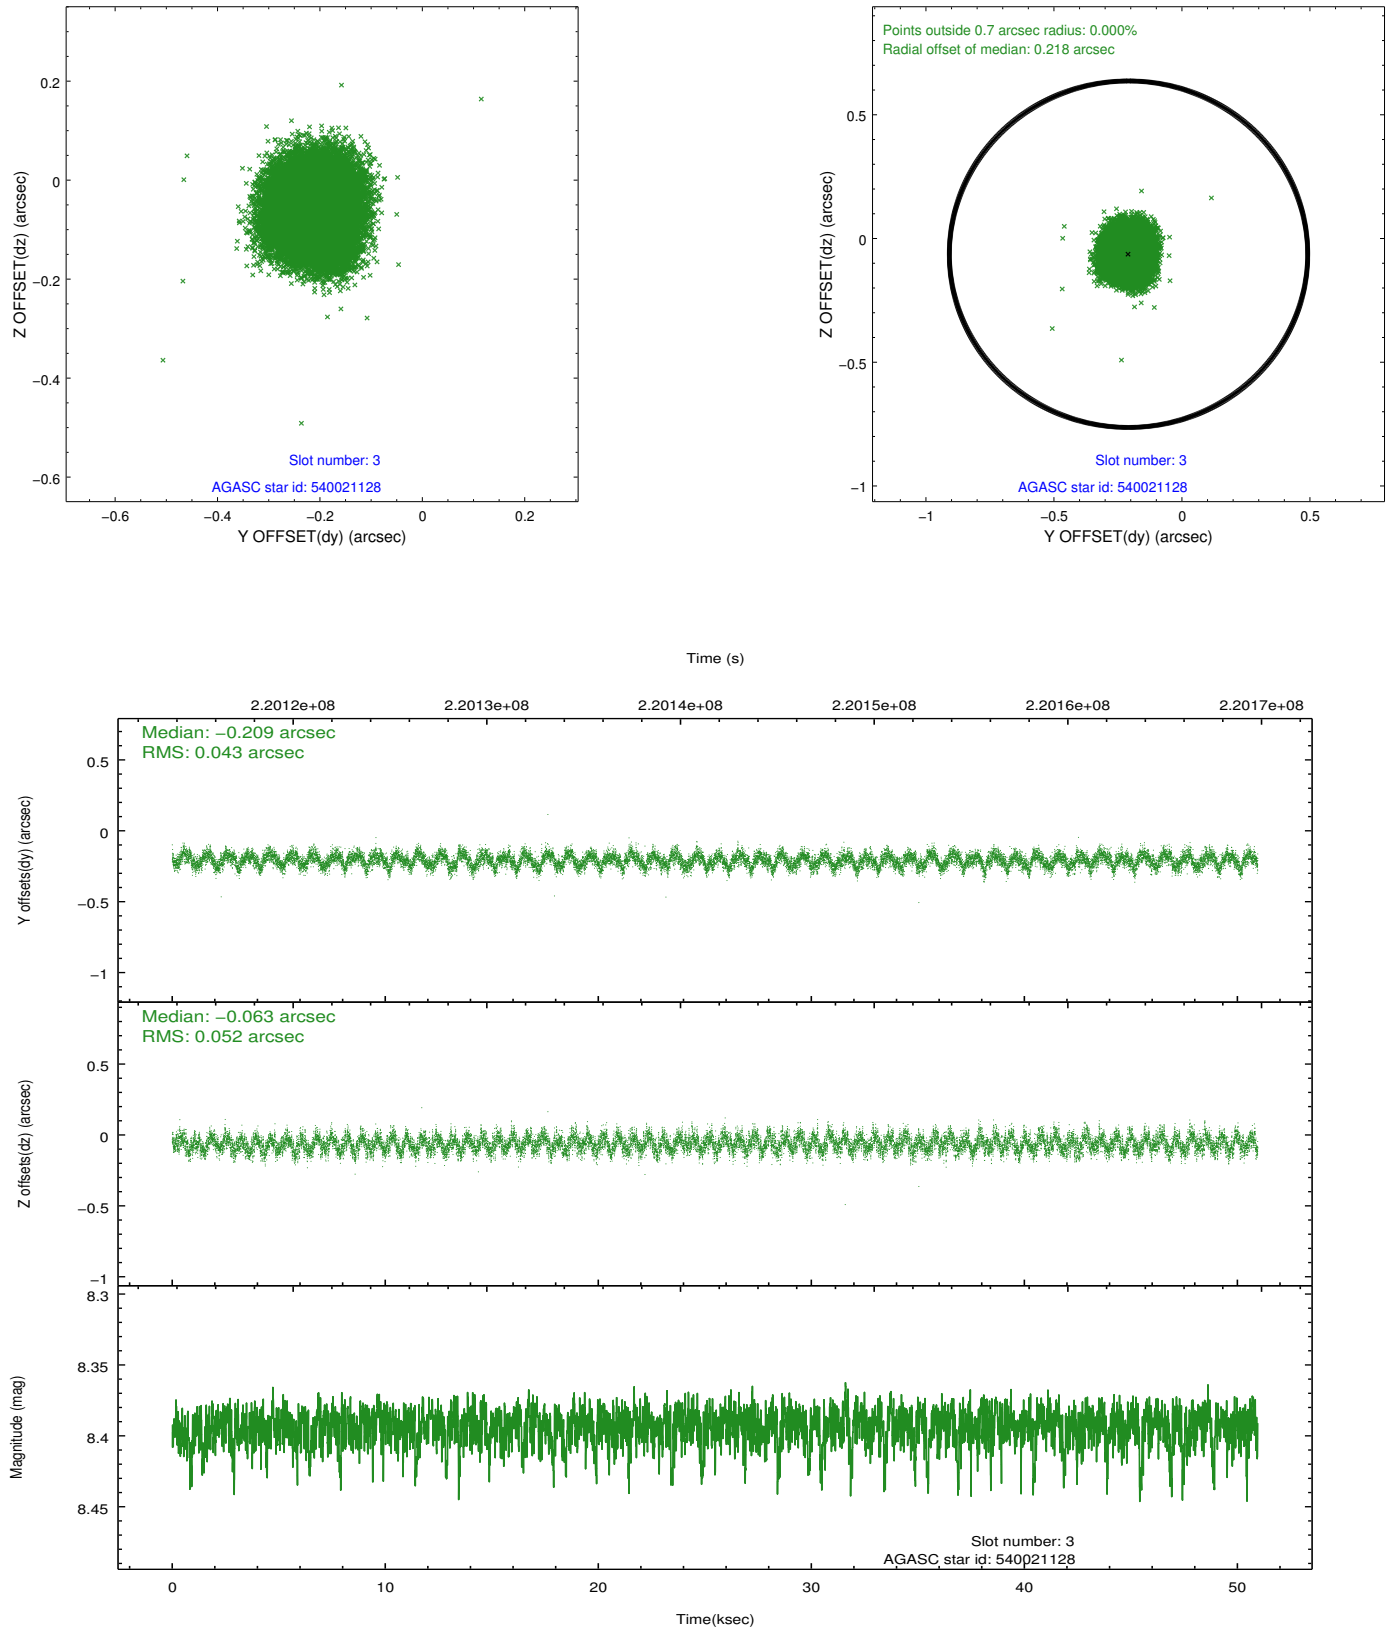 0.2
0
−0.2
−0.4
−0.6
Z OFFSET(dz) (arcsec)
Slot number: 3
AGASC star id: 540021128
−0.6
−0.4
−0.2
0
0.2
Y OFFSET(dy) (arcsec)
Points outside 0.7 arcsec radius: 0.000%
Radial offset of median: 0.218 arcsec
0.5
0
−0.5
−1
Z OFFSET(dz) (arcsec)
Slot number: 3
AGASC star id: 540021128
−1
−0.5
0
0.5
Y OFFSET(dy) (arcsec)
Time (s)
2.2012e+08
2.2013e+08
2.2014e+08
2.2015e+08
2.2016e+08
2.2017e+08
Median: −0.209 arcsec
RMS: 0.043 arcsec
0.5
0
−0.5
−1
Y offsets(dy) (arcsec)
Median: −0.063 arcsec
RMS: 0.052 arcsec
0.5
0
−0.5
−1
Z offsets(dz) (arcsec)
8.3
8.35
8.4
8.45
Magnitude (mag)
Slot number: 3
AGASC star id: 540021128
0
10
20
30
40
50
Time(ksec)